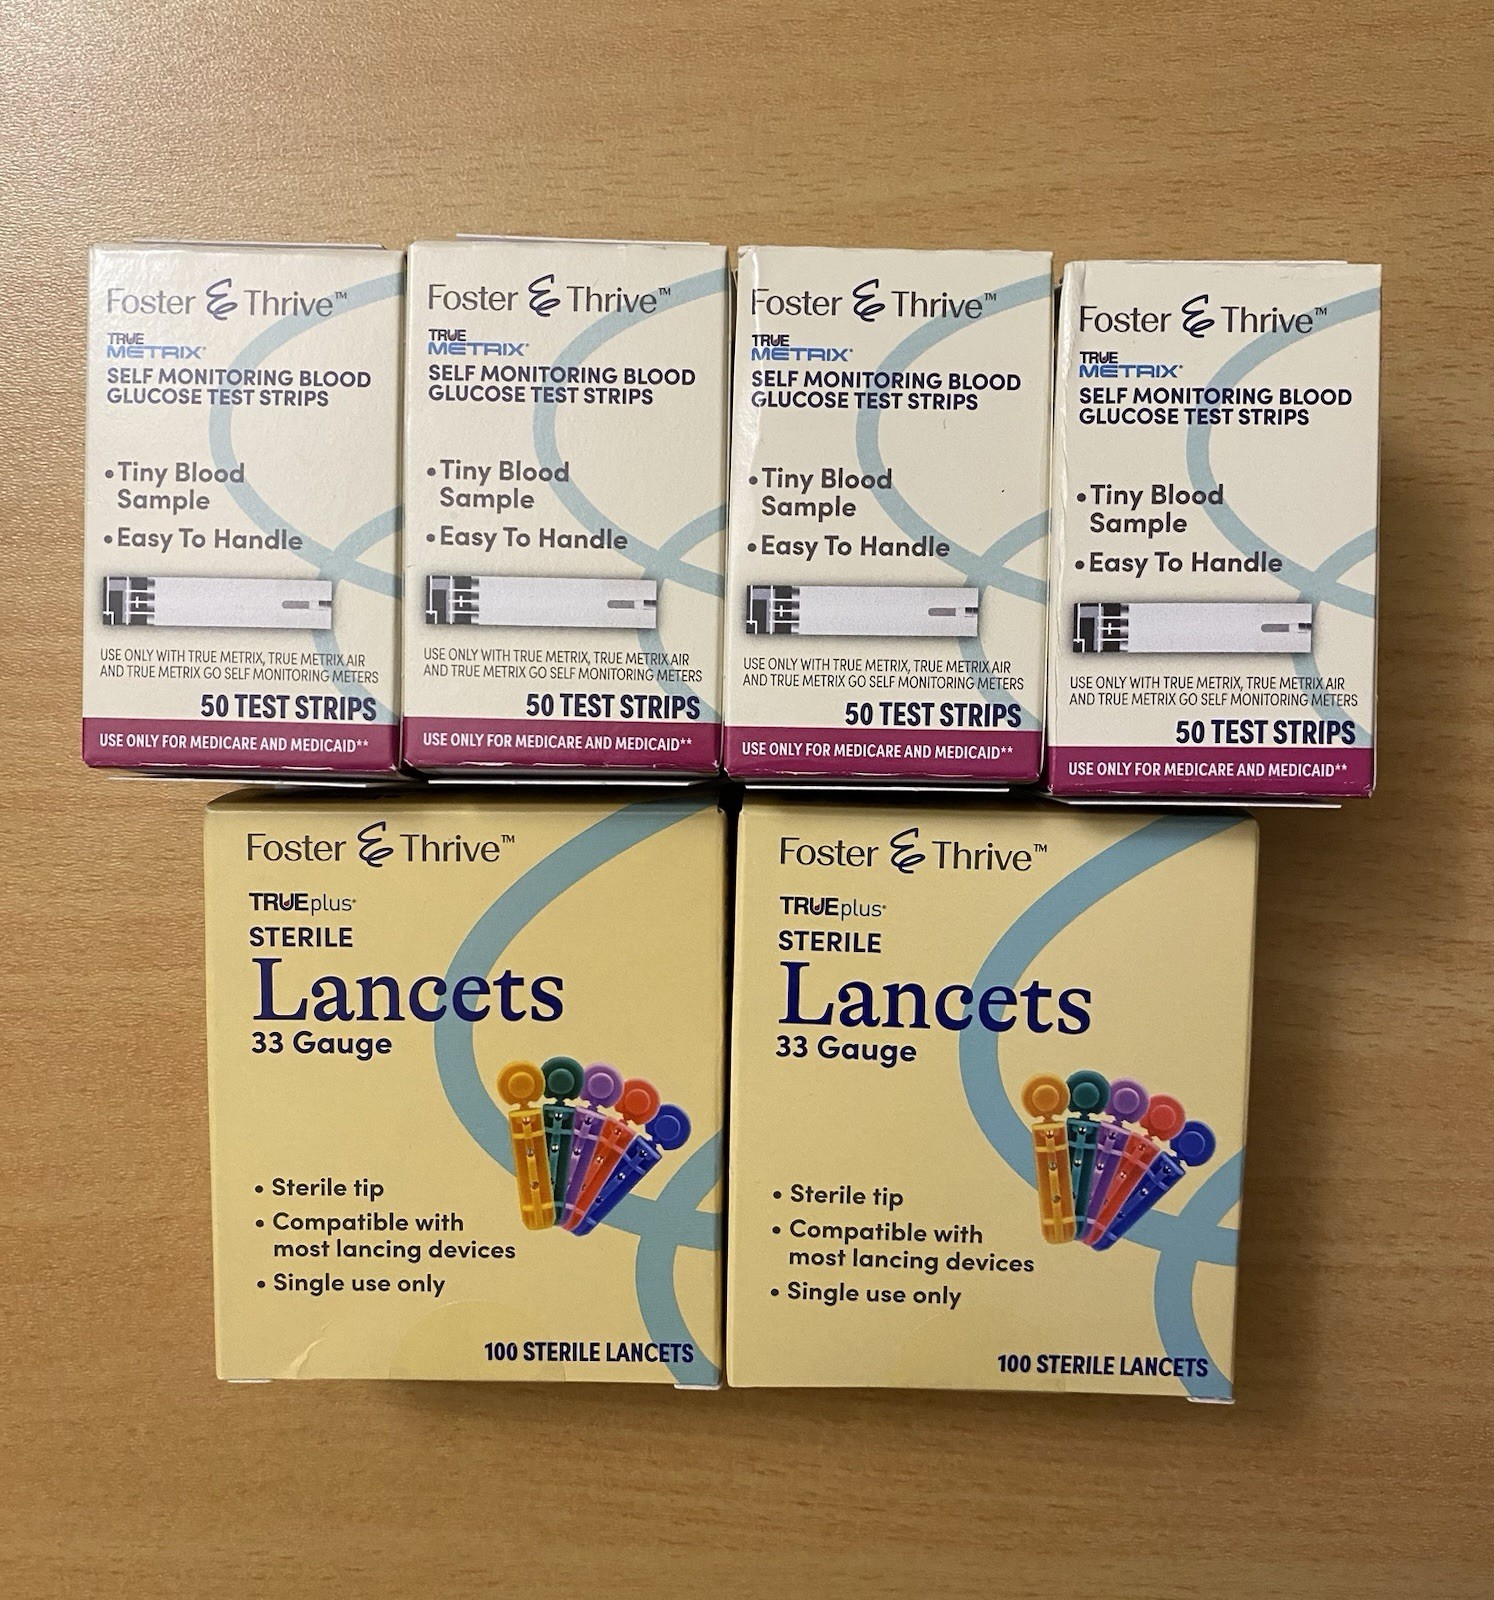 Foster & Thrive™
TRUE
METRIX®
SELF MONITORING BLOOD
GLUCOSE TEST STRIPS
• Tiny Blood
Sample
• Easy To Handle
USE ONLY WITH TRUE METRIX, TRUE METRIX AIR
AND TRUE METRIX GO SELF MONITORING METERS
50 TEST STRIPS
USE ONLY FOR MEDICARE AND MEDICAID**
Foster & Thrive™
TRUE
METRIX®
SELF MONITORING BLOOD
GLUCOSE TEST STRIPS
• Tiny Blood
Sample
• Easy To Handle
USE ONLY WITH TRUE METRIX, TRUE METRIX AIR
AND TRUE METRIX GO SELF MONITORING METERS
50 TEST STRIPS
USE ONLY FOR MEDICARE AND MEDICAID**
Foster & Thrive™
TRUE
METRIX®
SELF MONITORING BLOOD
GLUCOSE TEST STRIPS
• Tiny Blood
Sample
• Easy To Handle
USE ONLY WITH TRUE METRIX, TRUE METRIX AIR
AND TRUE METRIX GO SELF MONITORING METERS
50 TEST STRIPS
USE ONLY FOR MEDICARE AND MEDICAID**
Foster & Thrive™
TRUE
METRIX®
SELF MONITORING BLOOD
GLUCOSE TEST STRIPS
• Tiny Blood
Sample
• Easy To Handle
USE ONLY WITH TRUE METRIX, TRUE METRIX AIR
AND TRUE METRIX GO SELF MONITORING METERS
50 TEST STRIPS
USE ONLY FOR MEDICARE AND MEDICAID**
Foster & Thrive™
TRUEplus®
STERILE
Lancets
33 Gauge
• Sterile tip
• Compatible with
most lancing devices
• Single use only
100 STERILE LANCETS
Foster & Thrive™
TRUEplus®
STERILE
Lancets
33 Gauge
• Sterile tip
• Compatible with
most lancing devices
• Single use only
100 STERILE LANCETS